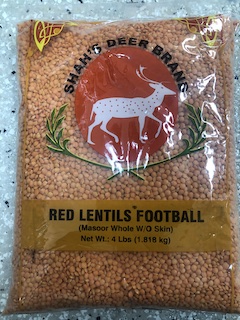 SHAH'S DEER BRAND
RED LENTILS FOOTBALL
(Masoor Whole W/O Skin)
Net Wt.: 4 Lbs (1.818 kg)